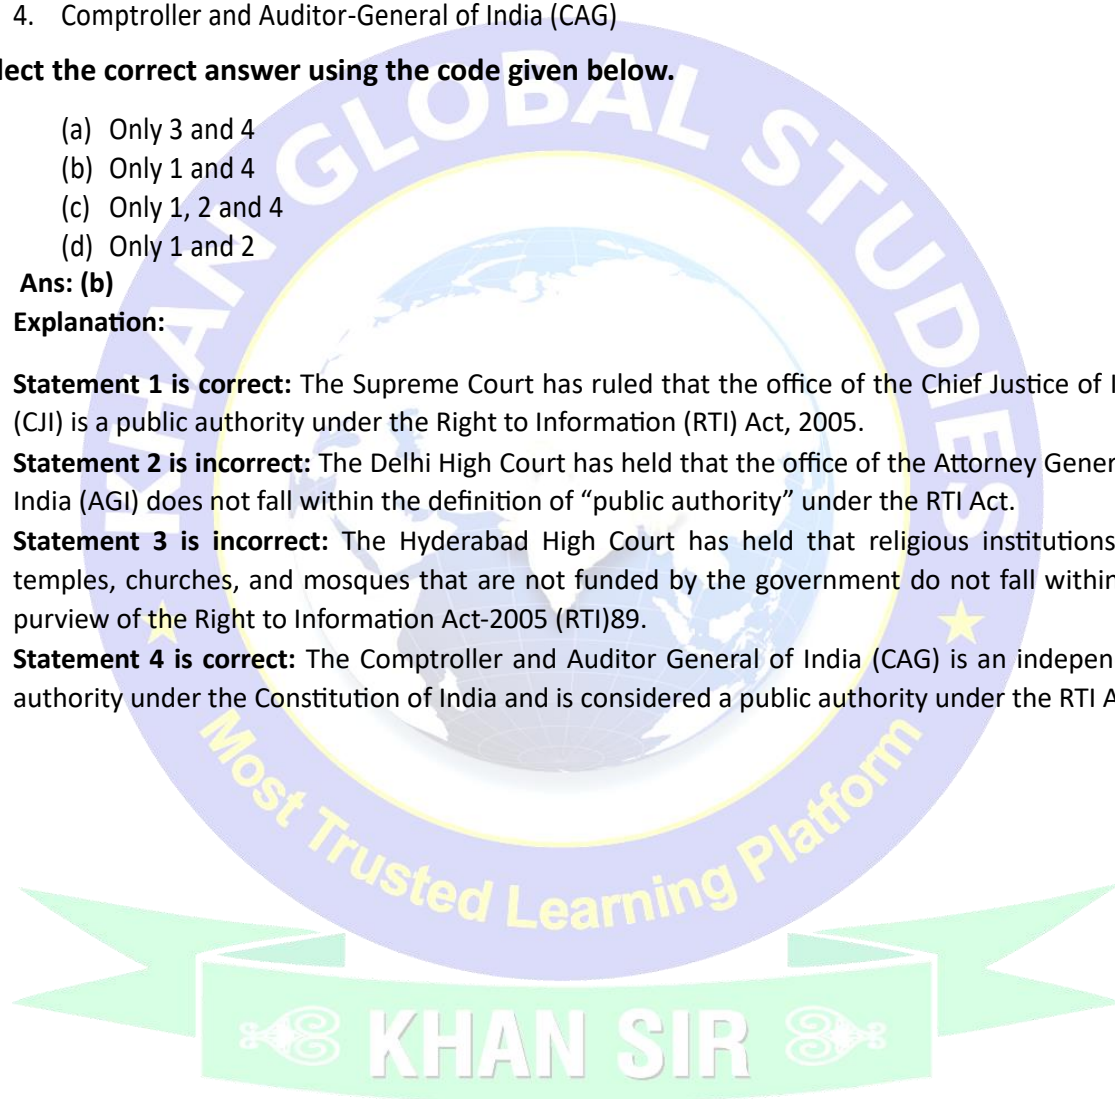 4. Comptroller and Auditor-General of India (CAG)
lect the correct answer using the code given below.
(a) Only 3 and 4
(b) Only 1 and 4
(c) Only 1, 2 and 4
(d) Only 1 and 2
Ans: (b)
Explanation:
Statement 1 is correct: The Supreme Court has ruled that the office of the Chief Justice of I
(CJI) is a public authority under the Right to Information (RTI) Act, 2005.
Statement 2 is incorrect: The Delhi High Court has held that the office of the Attorney Gener
India (AGI) does not fall within the definition of “public authority” under the RTI Act.
Statement 3 is incorrect: The Hyderabad High Court has held that religious institutions
temples, churches, and mosques that are not funded by the government do not fall within
purview of the Right to Information Act-2005 (RTI)89.
Statement 4 is correct: The Comptroller and Auditor General of India (CAG) is an indepen
authority under the Constitution of India and is considered a public authority under the RTI A
KHAN GLOBAL STUDIES
Most Trusted Learning Platform
KHAN SIR